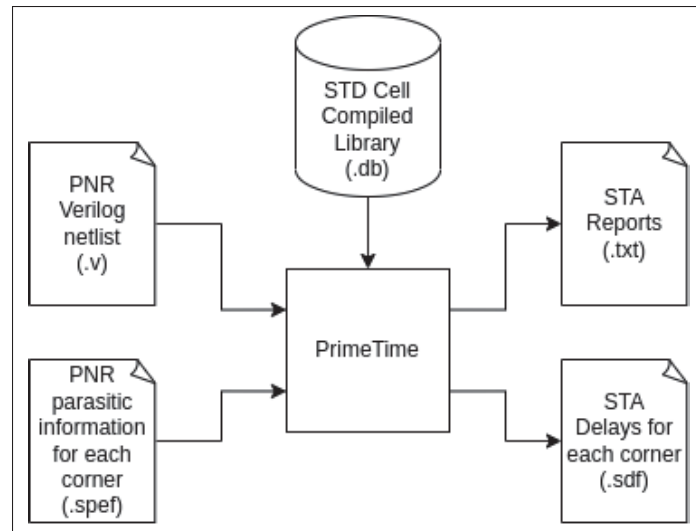 STD Cell
Compiled
Library
(.db)
PNR
Verilog
netlist
(.v)
STA
Reports
(.txt)
PrimeTime
PNR
parasitic
information
for each
corner
(.spef)
STA
Delays for
each corner
(.sdf)